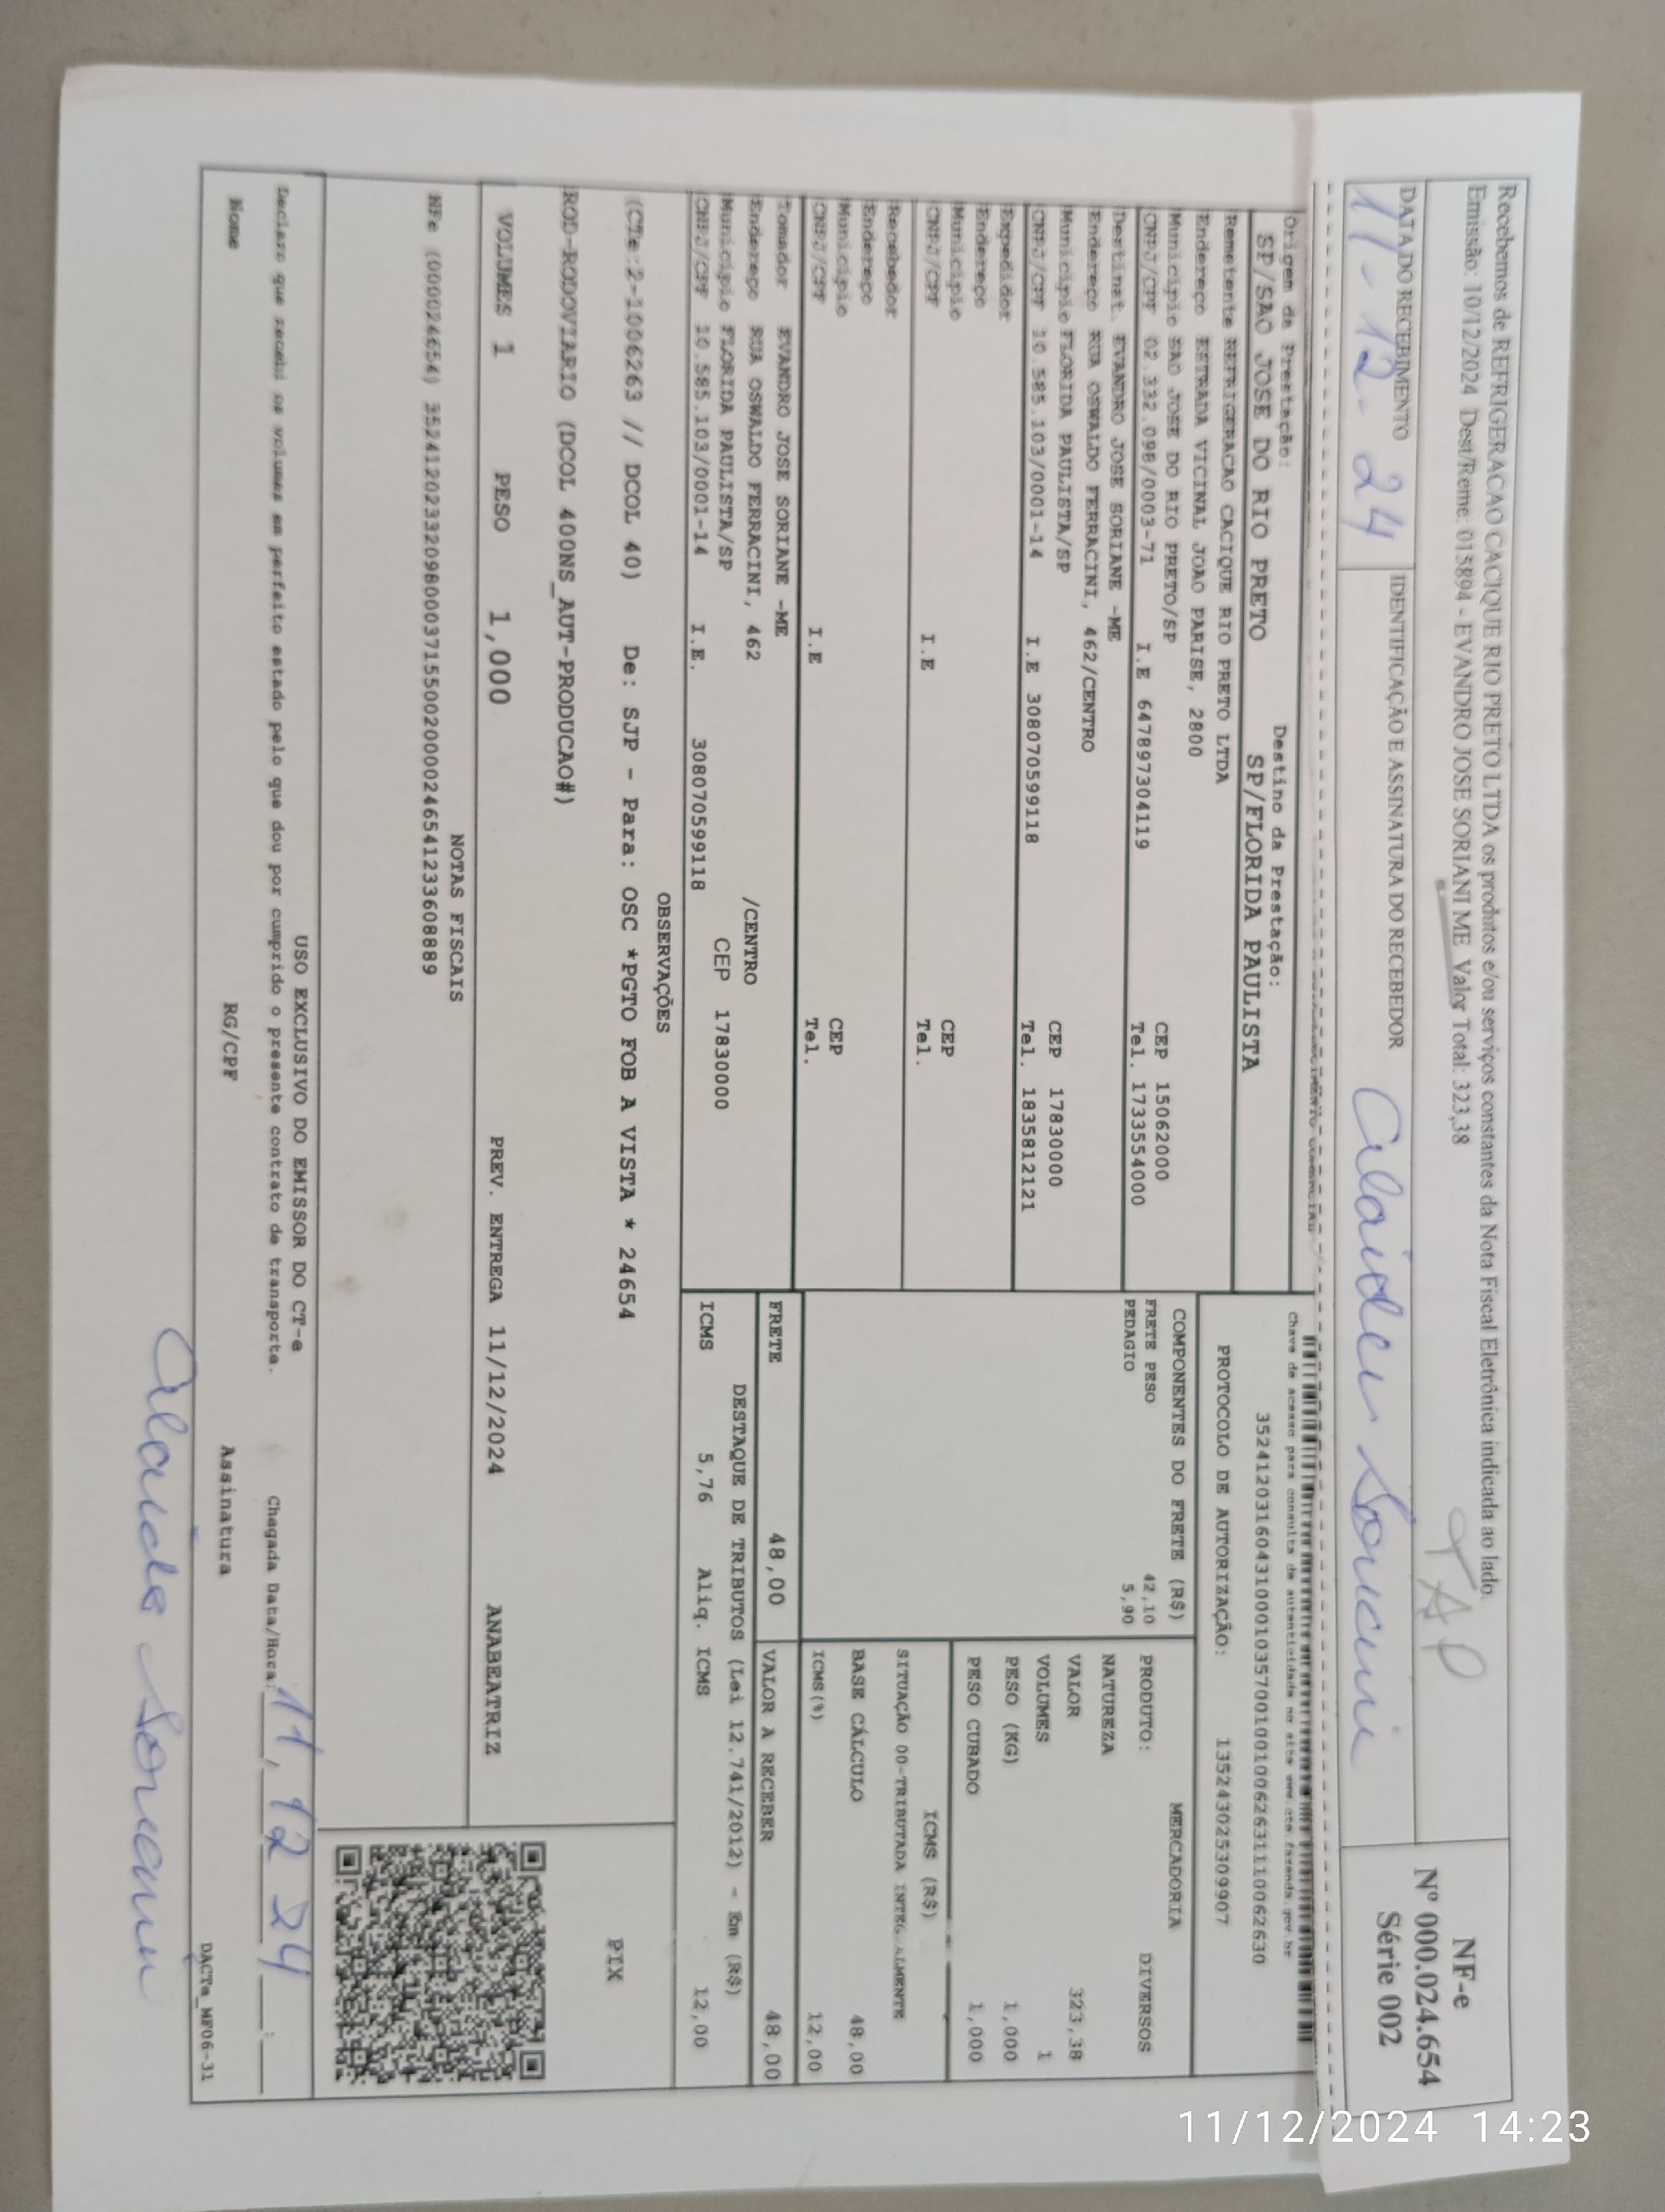 Recebemos de REFRIGERACAO CACIQUE RIO PRETO LTDA os produtos e/ou serviços constantes da Nota Fiscal Eletrônica indicada ao lado.
Emissão: 10/12/2024 Dest/Reme: 015894 - EVANDRO JOSE SORIANI ME Valor Total: 323,38
NF-e
Nº 000.024.654
Série 002
DATA DO RECEBIMENTO
11-12-24
IDENTIFICAÇÃO E ASSINATURA DO RECEBEDOR
Origem da Prestação:
SP/SAO JOSE DO RIO PRETO
Destino da Prestação:
SP/FLORIDA PAULISTA
Chave de acesso para consulta de autenticidade no site www.cte.fazenda.gov.br
PROTOCOLO DE AUTORIZAÇÃO: 135243025309907
Remetente REFRIGERACAO CACIQUE RIO PRETO LTDA
Endereço ESTRADA VICINAL JOAO PARISE, 2800
Município SAO JOSE DO RIO PRETO/SP CEP 15062000
CNPJ/CPF 02.332.098/0003-71 I.E 647897304119 Tel. 1733554000
Destinat. EVANDRO JOSE SORIANE -ME
Endereço RUA OSWALDO FERRACINI, 462/CENTRO
Município FLORIDA PAULISTA/SP CEP 17830000
CNPJ/CPF 10.585.103/0001-14 I.E 308070599118 Tel. 1835812121
Expedidor
Endereço
Município CEP
CNPJ/CPF I.E Tel.
Recebedor
Endereço
Município CEP
CNPJ/CPF I.E Tel.
Tomador EVANDRO JOSE SORIANE -ME
Endereço RUA OSWALDO FERRACINI, 462 /CENTRO
Município FLORIDA PAULISTA/SP CEP 17830000
CNPJ/CPF 10.585.103/0001-14 I.E. 308070599118
COMPONENTES DO FRETE (R$)
FRETE PESO 42,10
PEDAGIO 5,90
MERCADORIA
PRODUTO: DIVERSOS
NATUREZA
VALOR 323,38
VOLUMES 1
PESO (KG) 1,000
PESO CUBADO 1,000
ICMS (R$)
SITUAÇÃO 00-TRIBUTADA INTEGRALMENTE
BASE CÁLCULO 48,00
ICMS(%) 12,00
FRETE 48,00
VALOR A RECEBER 48,00
DESTAQUE DE TRIBUTOS (Lei 12.741/2012) - Em (R$)
ICMS 5,76 Aliq. ICMS 12,00
OBSERVAÇÕES
(CTe:2-1006263 // DCOL 40) De: SJP - Para: OSC *PGTO FOB A VISTA * 24654
ROD-RODOVIARIO (DCOL 400NS_AUT-PRODUCAO#)
PIX
VOLUMES 1 PESO 1,000 PREV. ENTREGA 11/12/2024 ANABEATRIZ
NOTAS FISCAIS
NFe (000024654) 35241202332098000371550020000246541233608889
USO EXCLUSIVO DO EMISSOR DO CT-e
Declaro que recebi os volumes em perfeito estado pelo que dou por cumprido o presente contrato de transporte.
Chegada Data/Hora: 11, 12 24
Nome RG/CPF Assinatura
DACTe_MF06-31
11/12/2024 14:23